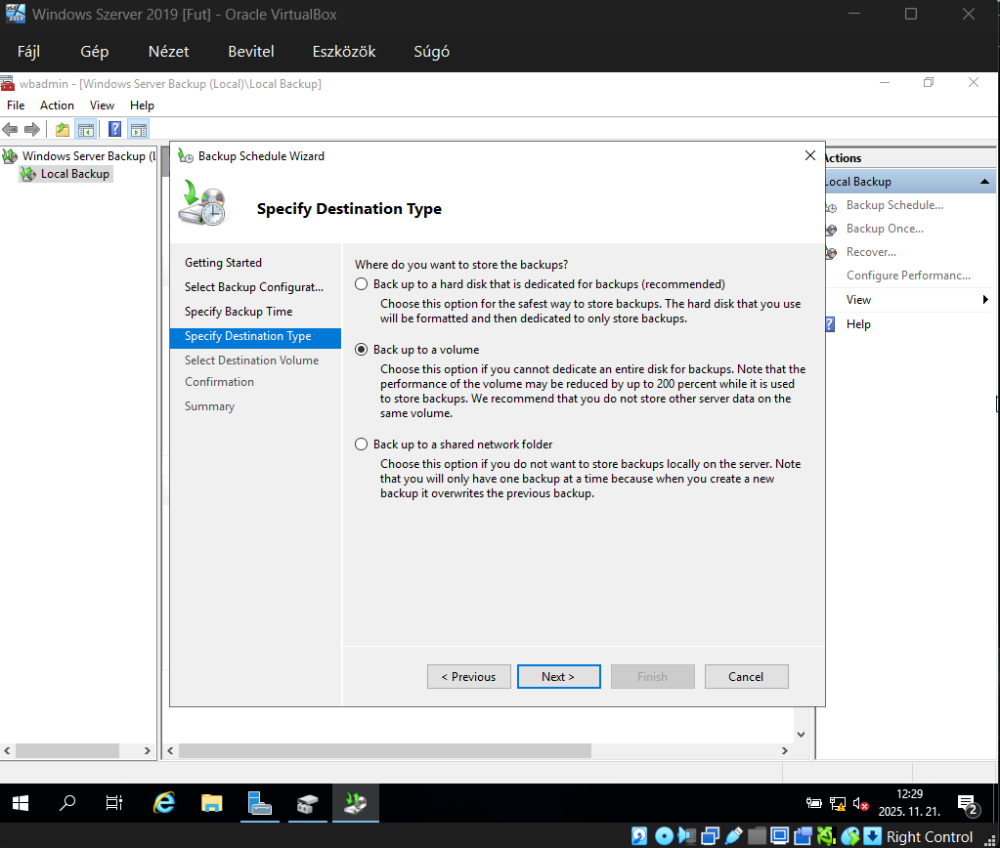 Windows Szerver 2019 [Fut] - Oracle VirtualBox
Fájl Gép Nézet Bevitel Eszközök Súgó
wbadmin - [Windows Server Backup (Local)\Local Backup]
File Action View Help
Windows Server Backup (L
Local Backup
Backup Schedule Wizard
Specify Destination Type
Getting Started
Select Backup Configurat...
Specify Backup Time
Specify Destination Type
Select Destination Volume
Confirmation
Summary
Where do you want to store the backups?
Back up to a hard disk that is dedicated for backups (recommended)
Choose this option for the safest way to store backups. The hard disk that you use
will be formatted and then dedicated to only store backups.
Back up to a volume
Choose this option if you cannot dedicate an entire disk for backups. Note that the
performance of the volume may be reduced by up to 200 percent while it is used
to store backups. We recommend that you do not store other server data on the
same volume.
Back up to a shared network folder
Choose this option if you do not want to store backups locally on the server. Note
that you will only have one backup at a time because when you create a new
backup it overwrites the previous backup.
< Previous
Next >
Finish
Cancel
Actions
Local Backup
Backup Schedule...
Backup Once...
Recover...
Configure Performanc...
View
Help
12:29
2025. 11. 21.
2
Right Control